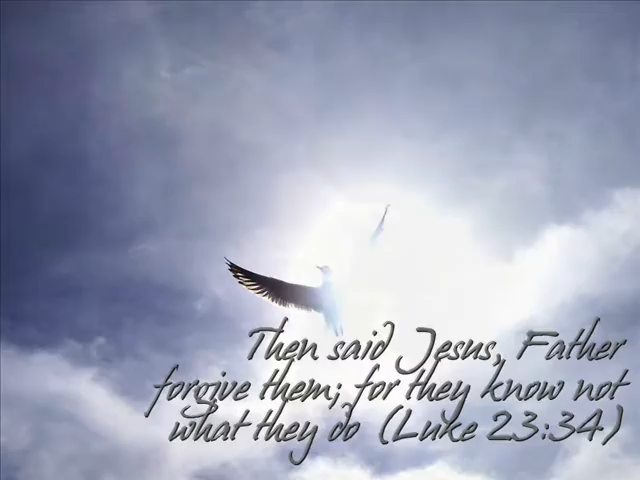 Then said Jesus, Father
forgive them; for they know not
what they do (Luke 23:34)